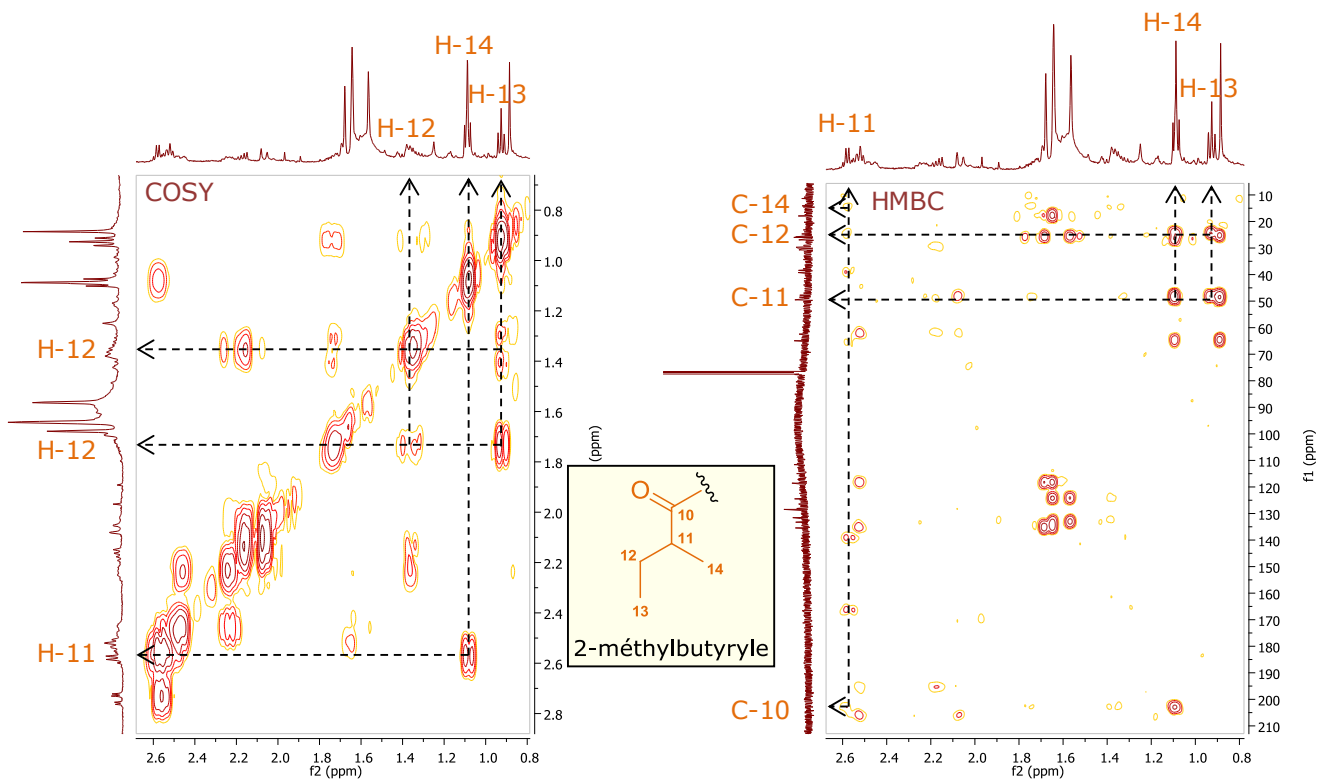 H-14
H-13
H-12
COSY
H-12
H-12
H-11
0.8
1.0
1.2
1.4
1.6
1.8
2.0
2.2
2.4
2.6
2.8
(ppm)
2.6 2.4 2.2 2.0 1.8 1.6 1.4 1.2 1.0 0.8
f2 (ppm)
O
10
11
12
14
13
2-méthylbutyryle
H-14
H-13
H-11
HMBC
C-14
C-12
C-11
C-10
10
20
30
40
50
60
70
80
90
100
110
120
130
140
150
160
170
180
190
200
210
f1 (ppm)
2.6 2.4 2.2 2.0 1.8 1.6 1.4 1.2 1.0 0.8
f2 (ppm)